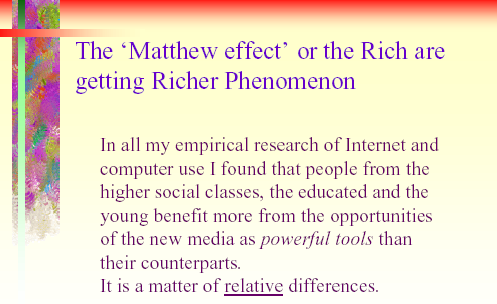 The ‘Matthew effect’ or the Rich are
getting Richer Phenomenon
In all my empirical research of Internet and
computer use I found that people from the
higher social classes, the educated and the
young benefit more from the opportunities
of the new media as powerful tools than
their counterparts.
It is a matter of relative differences.